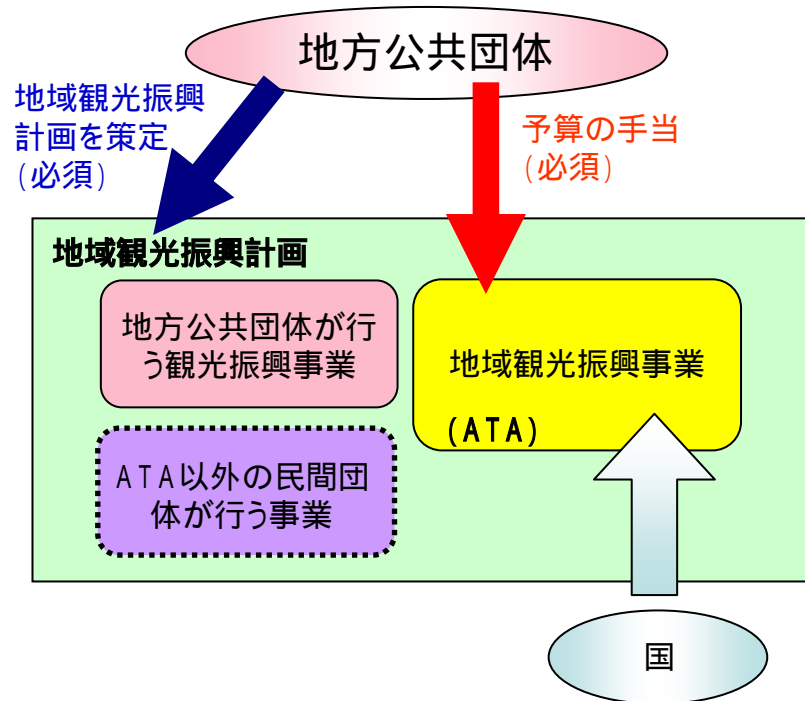 地方公共団体
地域観光振興
計画を策定
(必須)
予算の手当
(必須)
地域観光振興計画
地方公共団体が行
う観光振興事業
地域観光振興事業
(ATA)
ATA以外の民間団
体が行う事業
国